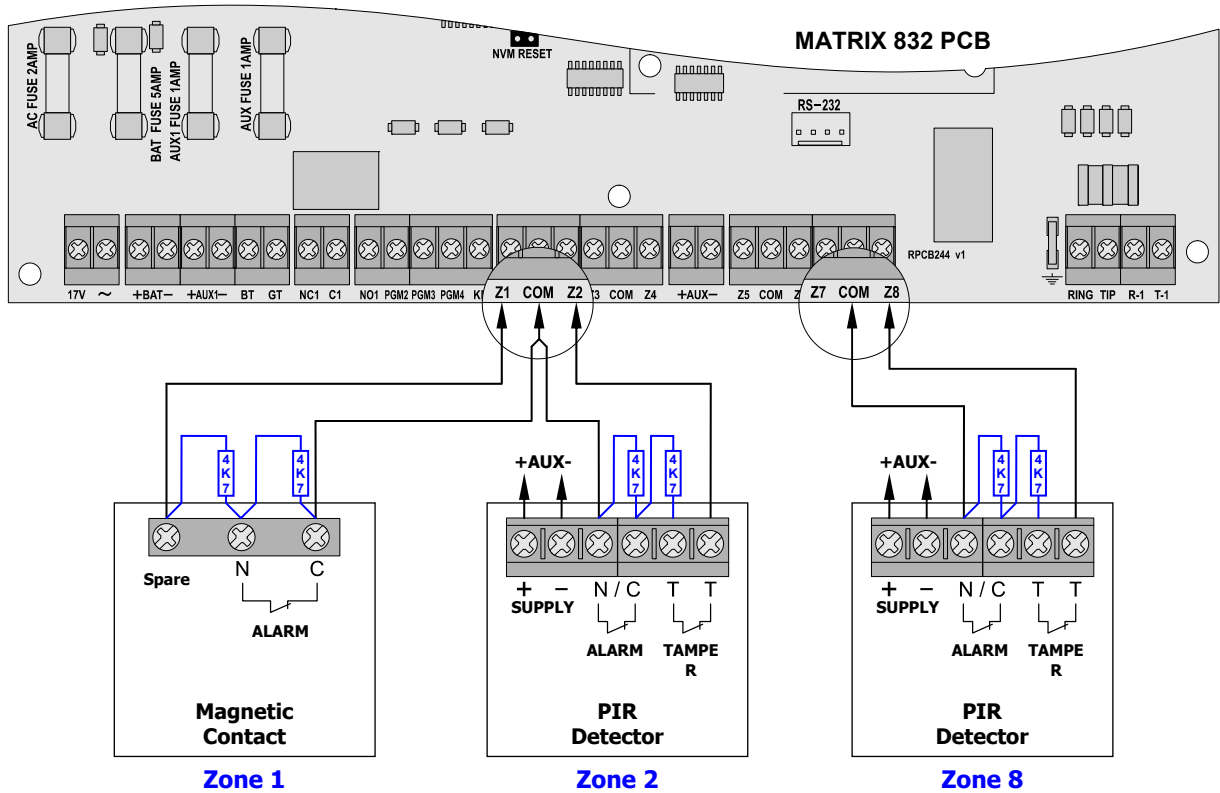 MATRIX 832 PCB
NVM RESET
AC FUSE 2AMP
BAT FUSE 5AMP
AUX1 FUSE 1AMP
AUX FUSE 1AMP
RS-232
RPCB244 v1
17V ~ +BAT− +AUX1− BT GT NC1 C1 NO1 PGM2 PGM3 PGM4 Z1 COM Z2 COM Z4 +AUX− Z5 COM Z7 COM Z8 RING TIP R-1 T-1
4K7 4K7 4K7 4K7 4K7 4K7
+AUX- +AUX-
Spare N C
ALARM
+ − N / C T T
SUPPLY
ALARM TAMPE
R
+ − N / C T T
SUPPLY
ALARM TAMPE
R
Magnetic
Contact
PIR
Detector
PIR
Detector
Zone 1 Zone 2 Zone 8